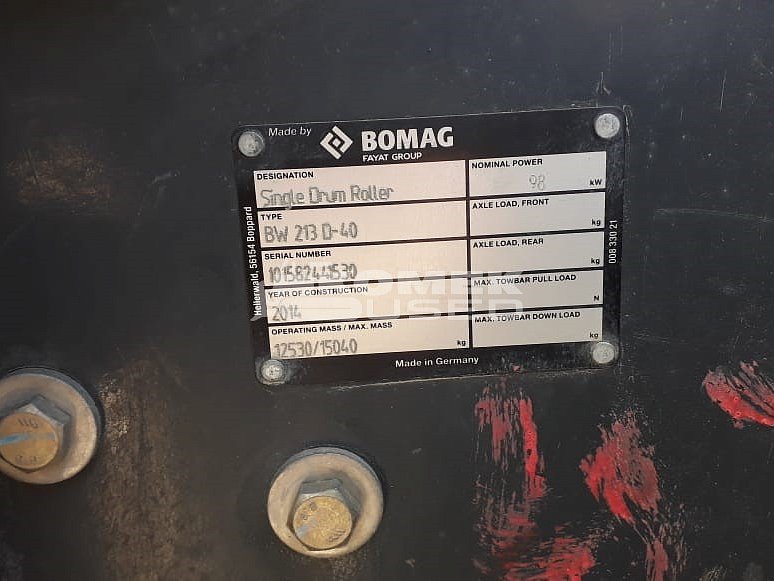 Made by
BOMAG
FAYAT GROUP
DESIGNATION
Single Drum Roller
TYPE
BW 213 D-40
SERIAL NUMBER
101582441530
YEAR OF CONSTRUCTION
2014
OPERATING MASS / MAX. MASS
12530/15040 kg
NOMINAL POWER
98 kW
AXLE LOAD, FRONT
kg
AXLE LOAD, REAR
kg
MAX. TOWBAR PULL LOAD
N
MAX. TOWBAR DOWN LOAD
kg
Made in Germany
Hellerwald, 56154 Boppard
008 330 21
USED